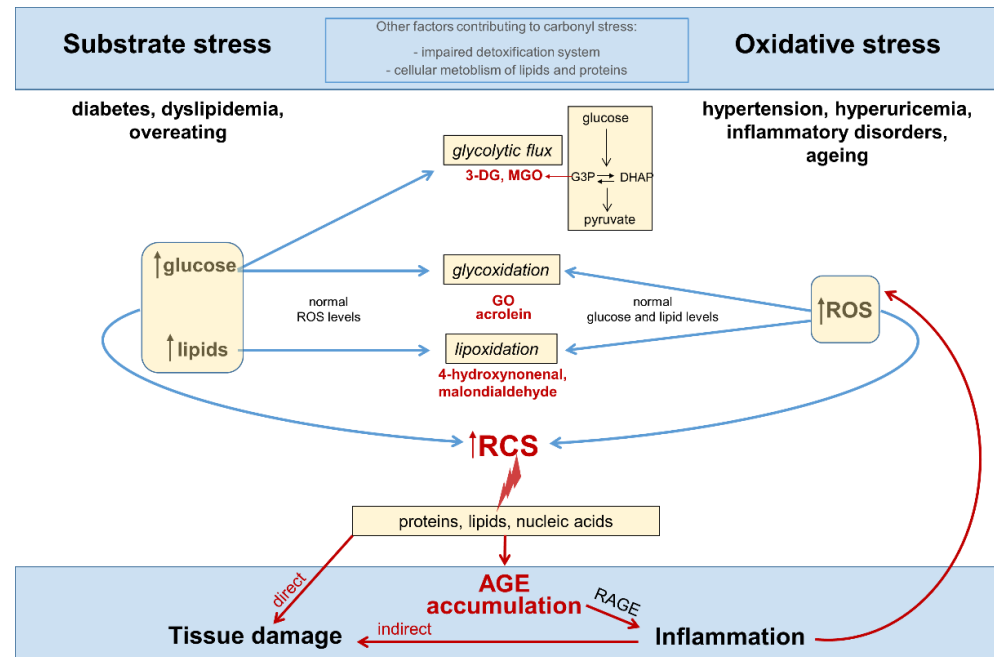 Substrate stress
Other factors contributing to carbonyl stress:
- impaired detoxification system
- cellular metoblism of lipids and proteins
Oxidative stress
diabetes, dyslipidemia,
overeating
hypertension, hyperuricemia,
inflammatory disorders,
ageing
glycolytic flux
3-DG, MGO
glucose
G3P
DHAP
pyruvate
glucose
lipids
normal
ROS levels
glycoxidation
GO
acrolein
normal
glucose and lipid levels
lipoxidation
4-hydroxynonenal,
malondialdehyde
ROS
RCS
proteins, lipids, nucleic acids
direct
AGE
accumulation
RAGE
Tissue damage
indirect
Inflammation